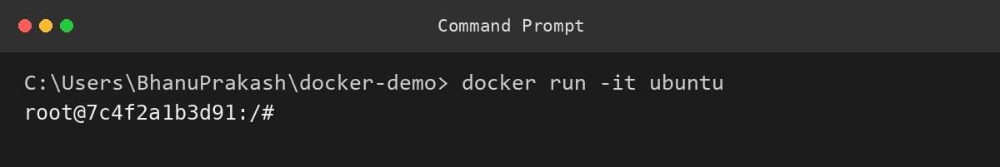 Command Prompt
C:\Users\BhanuPrakash\docker-demo> docker run -it ubuntu
root@7c4f2a1b3d91:/#